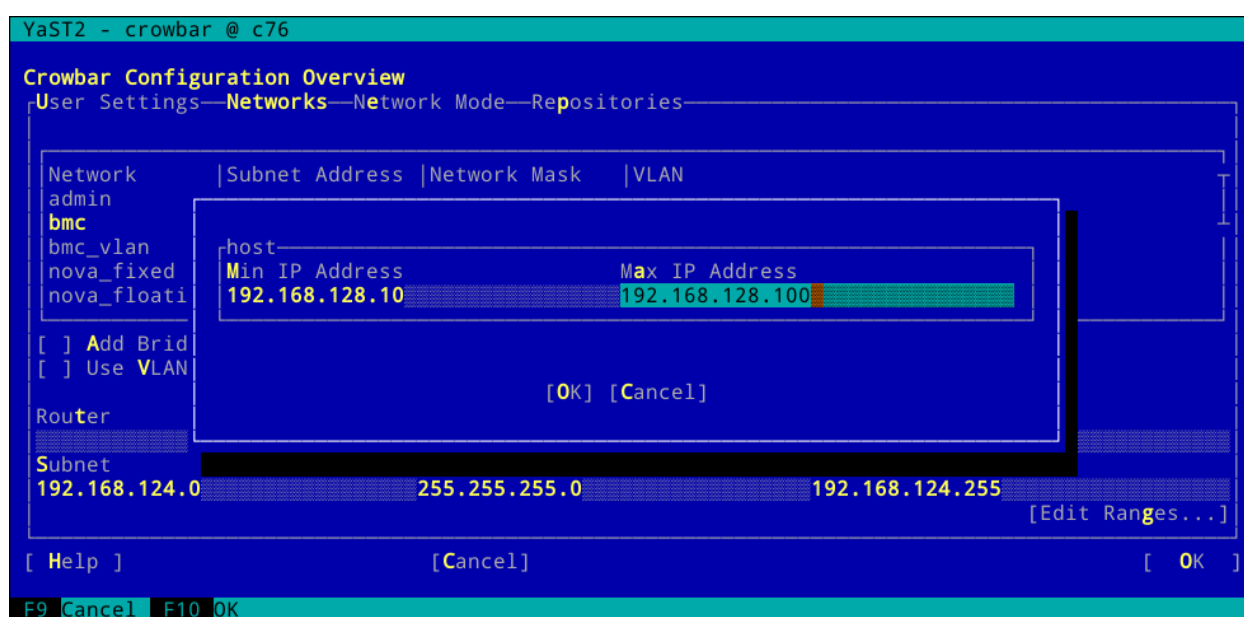 YaST2 - crowbar @ c76
Crowbar Configuration Overview
User Settings—Networks—Network Mode—Repositories
Network |Subnet Address |Network Mask |VLAN
admin
bmc
bmc_vlan
nova_fixed
nova_floati
host
Min IP Address Max IP Address
192.168.128.10 192.168.128.100
[ ] Add Brid
[ ] Use VLAN
[OK] [Cancel]
Router
Subnet
192.168.124.0 255.255.255.0 192.168.124.255
[Edit Ranges...]
[ Help ] [Cancel] [ OK ]
F9 Cancel F10 OK